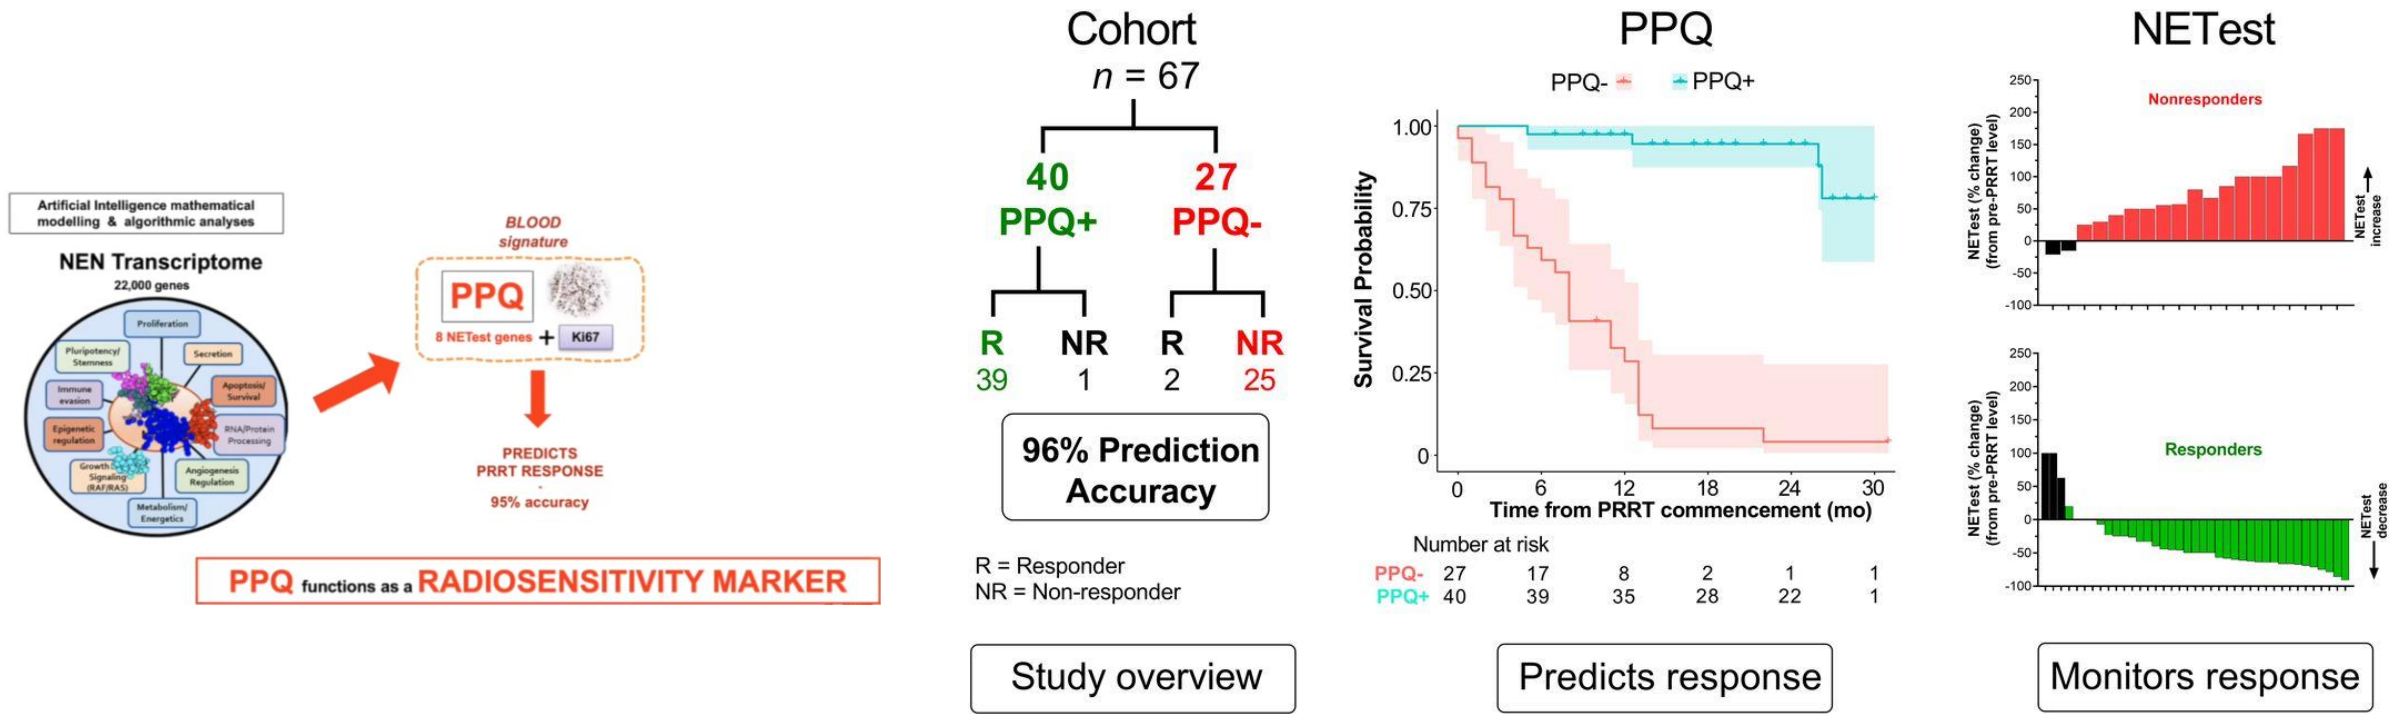 Artificial Intelligence mathematical
modelling & algorithmic analyses
NEN Transcriptome
22,000 genes
Proliferation
Pluripotency/
Stemness
Secretion
Immune
evasion
Apoptosis/
Survival
Epigenetic
regulation
RNA/Protein
Processing
Growth
Signaling
(RAF/RAS)
Angiogenesis
Regulation
Metabolism/
Energetics
BLOOD
signature
PPQ
8 NETest genes + Ki67
PREDICTS
PRRT RESPONSE
-
95% accuracy
PPQ functions as a RADIOSENSITIVITY MARKER
Cohort
n = 67
40 27
PPQ+ PPQ-
R NR R NR
39 1 2 25
96% Prediction
Accuracy
R = Responder
NR = Non-responder
Study overview
PPQ
PPQ- PPQ+
Survival Probability
1.00
0.75
0.50
0.25
0
0 6 12 18 24 30
Time from PRRT commencement (mo)
Number at risk
PPQ- 27 17 8 2 1 1
PPQ+ 40 39 35 28 22 1
Predicts response
NETest
NETest (% change)
(from pre-PRRT level)
250
200
150
100
50
0
-50
-100
Nonresponders
NETest
increase
NETest (% change)
(from pre-PRRT level)
250
200
150
100
50
0
-50
-100
Responders
NETest
decrease
Monitors response